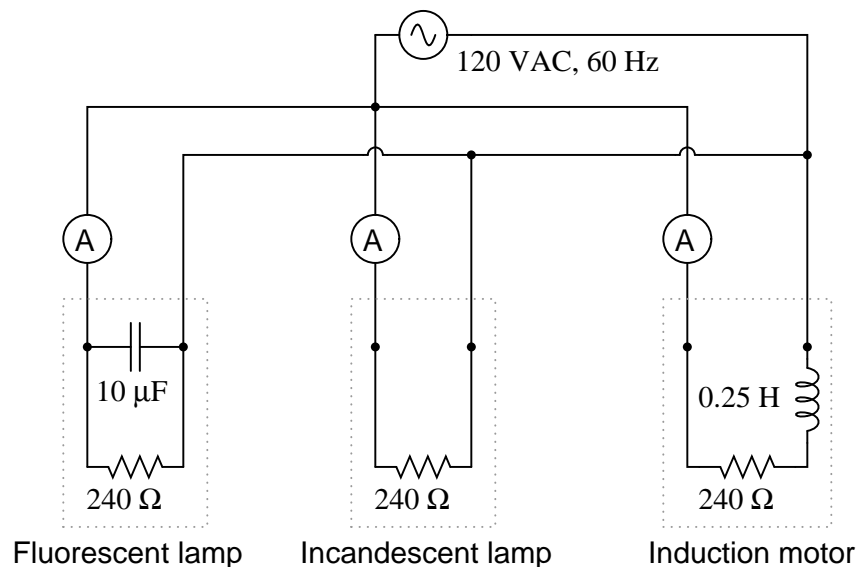 120 VAC, 60 Hz
A
A
A
10 μF
0.25 H
240 Ω
240 Ω
240 Ω
Fluorescent lamp
Incandescent lamp
Induction motor